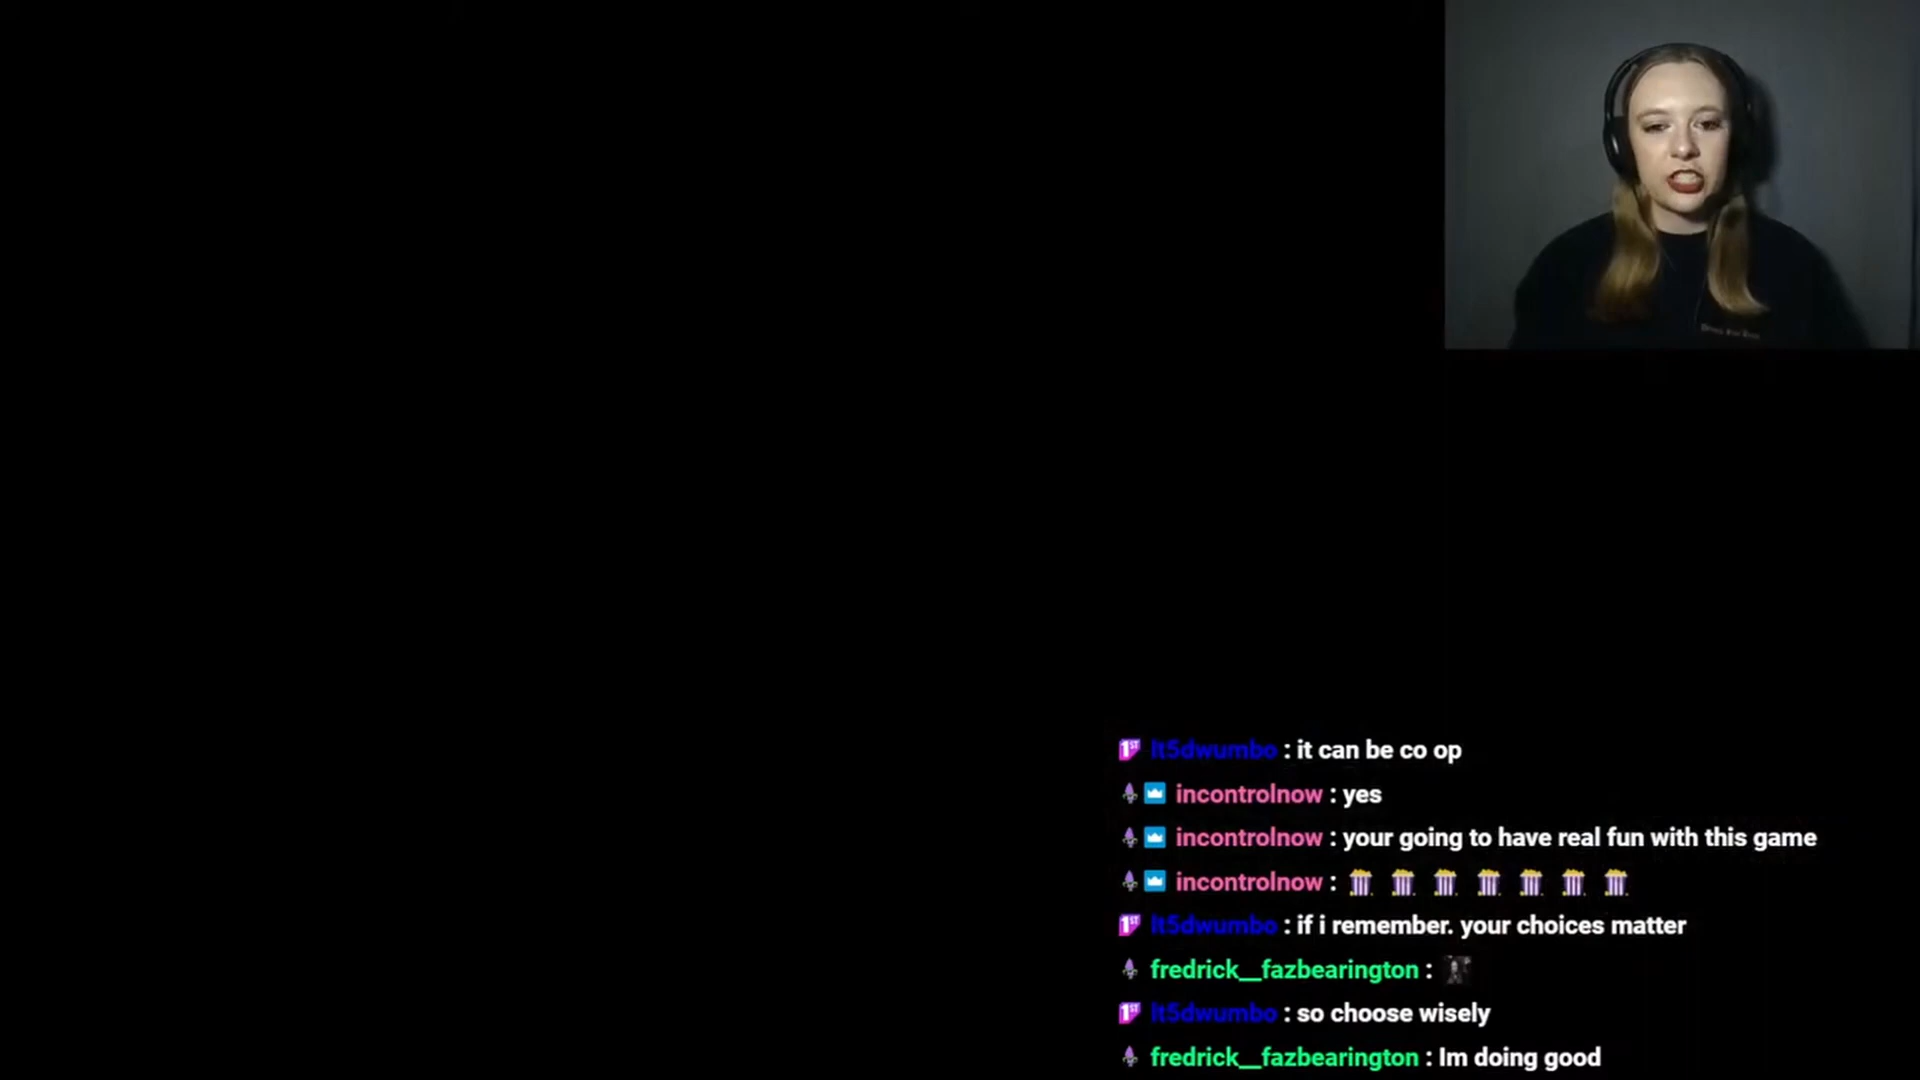 lt5dwumbo : it can be co op
incontrolnow : yes
incontrolnow : your going to have real fun with this game
incontrolnow :
lt5dwumbo : if i remember. your choices matter
fredrick__fazbearington :
lt5dwumbo : so choose wisely
fredrick__fazbearington : Im doing good